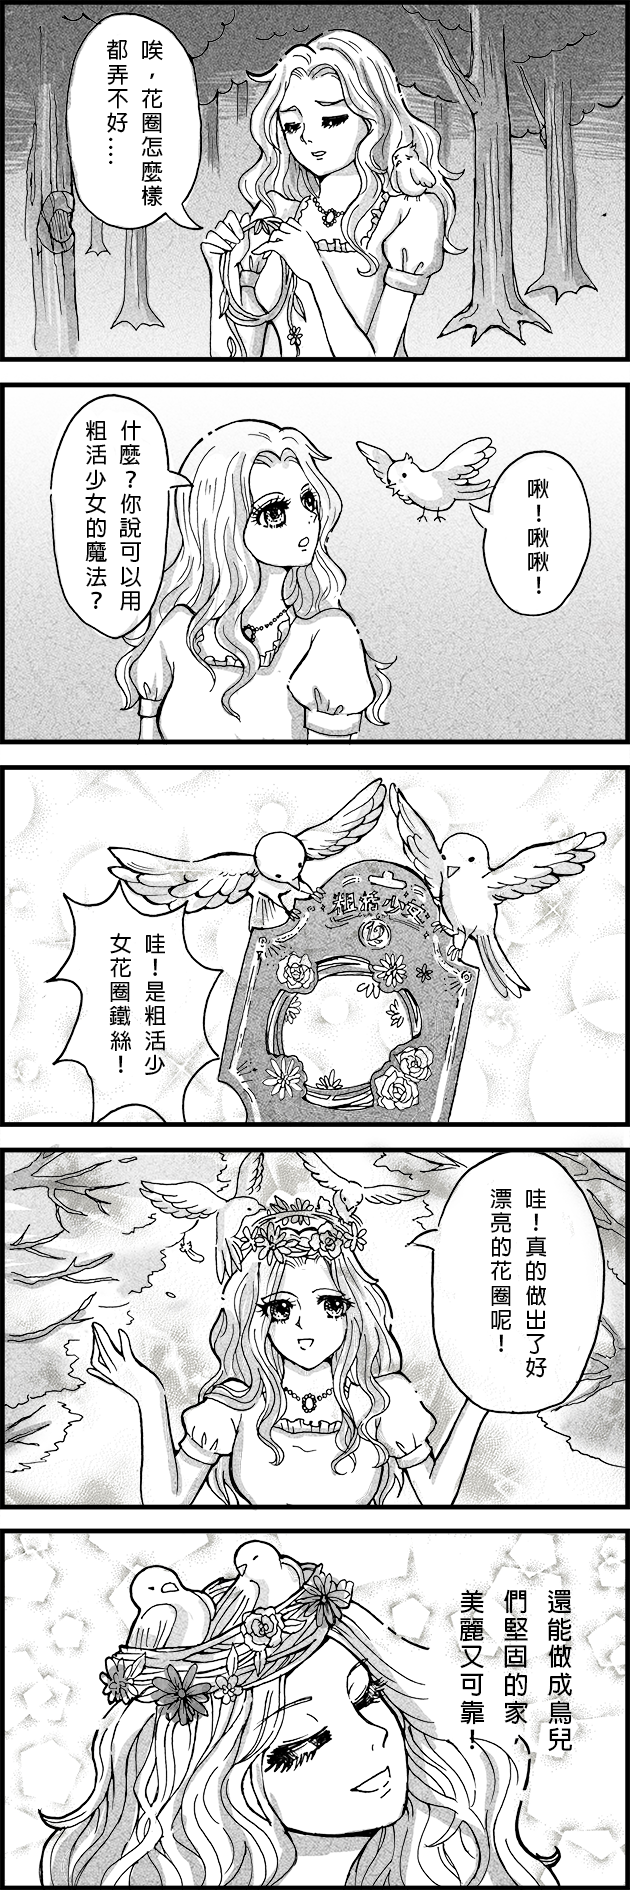 唉，花圈怎麼樣
都弄不好……
啾！啾啾！
什麼？你說可以用
粗活少女的魔法？
粗活少女
12
哇！是粗活少
女花圈鐵絲！
哇！真的做出了好
漂亮的花圈呢！
還能做成鳥兒
們堅固的家，
美麗又可靠！